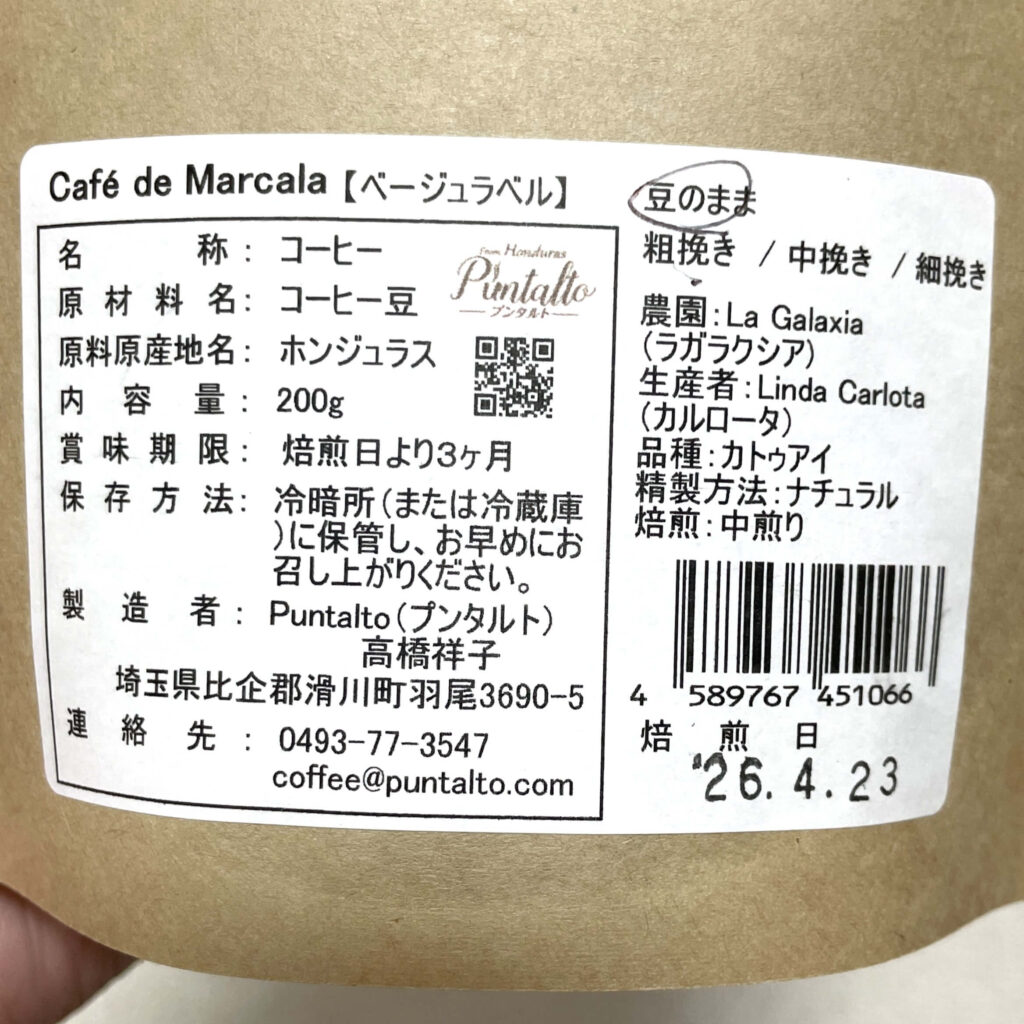 Café de Marcala【ベージュラベル】
名称: コーヒー
原材料名: コーヒー豆
原料原産地名: ホンジュラス
内容量: 200g
賞味期限: 焙煎日より3ヶ月
保存方法: 冷暗所(または冷蔵庫
)に保管し、お早めにお
召し上がりください。
製造者: Puntalto(プンタルト)
高橋祥子
埼玉県比企郡滑川町羽尾3690-5
連絡先: 0493-77-3547
coffee@puntalto.com
From Honduras
Puntalto
プンタルト
豆のまま
粗挽き / 中挽き / 細挽き
農園:La Galaxia
(ラガラクシア)
生産者:Linda Carlota
(カルロータ)
品種:カトゥアイ
精製方法:ナチュラル
焙煎:中煎り
4 589767 451066
焙煎日
'26.4.23